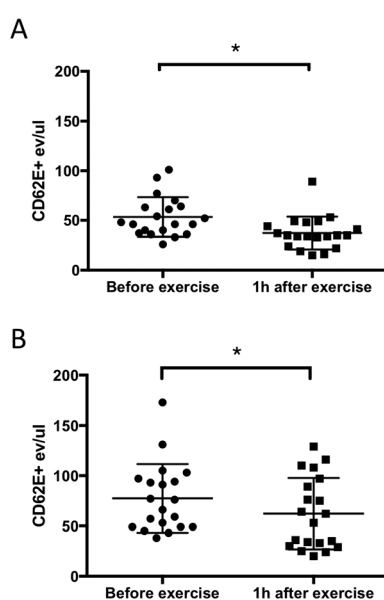 A
*
200
150
100
50
0
CD62E+ ev/ul
Before exercise
1h after exercise
B
*
200
150
100
50
0
CD62E+ ev/ul
Before exercise
1h after exercise